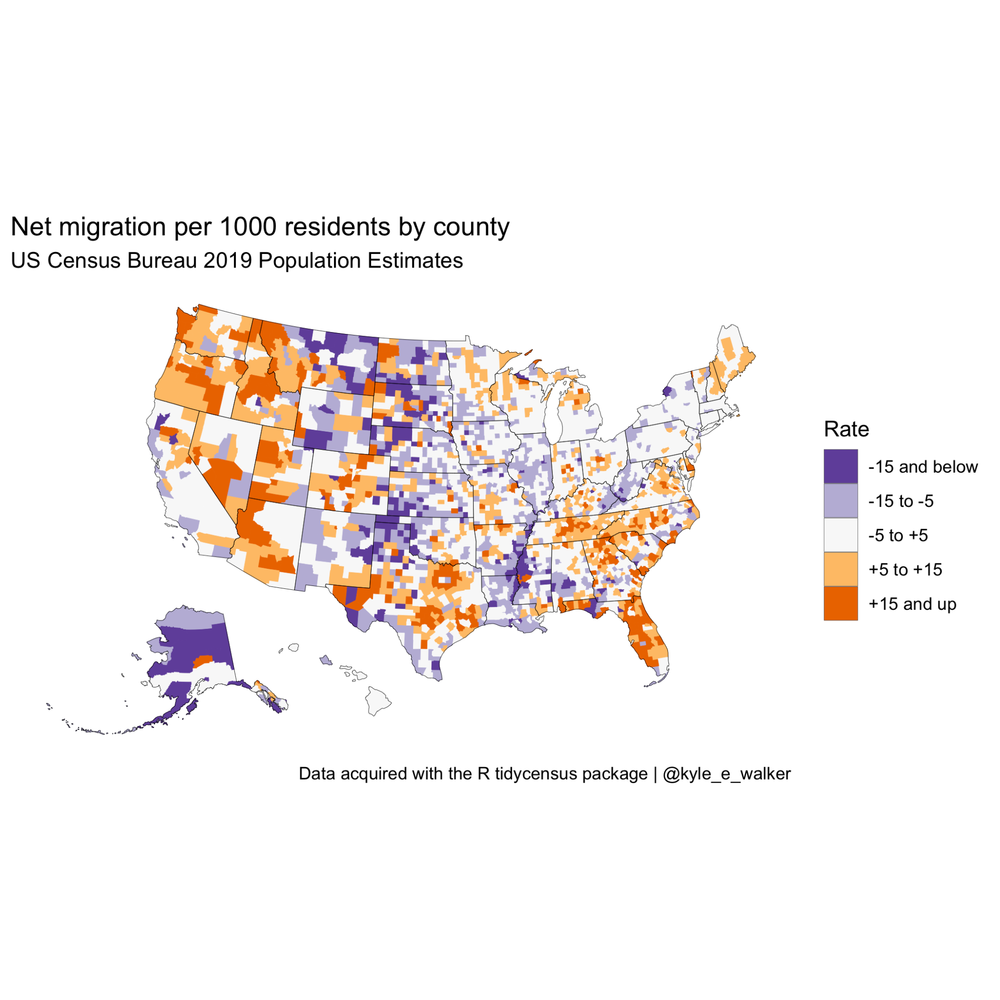 Net migration per 1000 residents by county
US Census Bureau 2019 Population Estimates
Rate
-15 and below
-15 to -5
-5 to +5
+5 to +15
+15 and up
Data acquired with the R tidycensus package | @kyle_e_walker